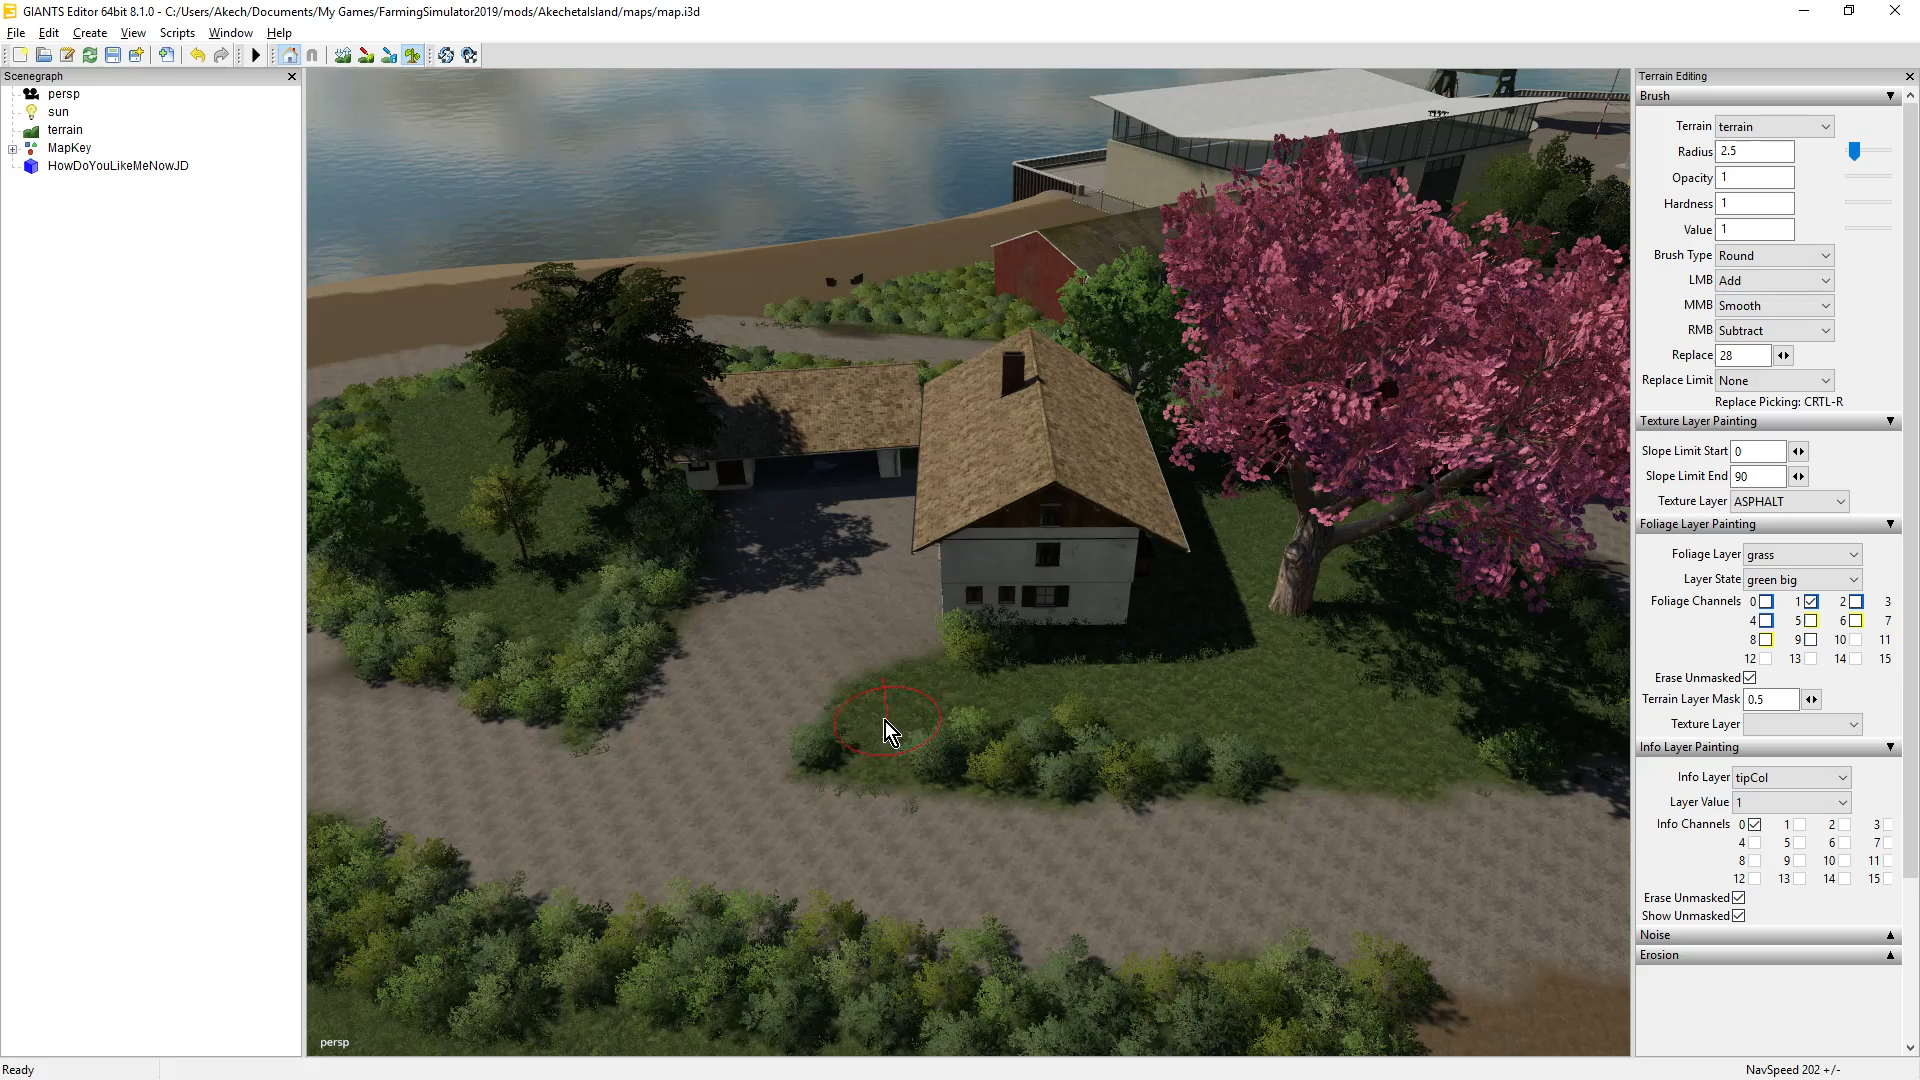 GIANTS Editor 64bit 8.1.0 - C:/Users/Akech/Documents/My Games/FarmingSimulator2019/mods/AkechetaIsland/maps/map.i3d
File Edit Create View Scripts Window Help
Scenegraph
persp
sun
terrain
MapKey
HowDoYouLikeMeNowJD
persp
Terrain Editing
Brush
Terrain terrain
Radius 2.5
Opacity 1
Hardness 1
Value 1
Brush Type Round
LMB Add
MMB Smooth
RMB Subtract
Replace 28
Replace Limit None
Replace Picking: CRTL-R
Texture Layer Painting
Slope Limit Start 0
Slope Limit End 90
Texture Layer ASPHALT
Foliage Layer Painting
Foliage Layer grass
Layer State green big
Foliage Channels 0 1 2 3
4 5 6 7
8 9 10 11
12 13 14 15
Erase Unmasked
Terrain Layer Mask 0.5
Texture Layer
Info Layer Painting
Info Layer tipCol
Layer Value 1
Info Channels 0 1 2 3
4 5 6 7
8 9 10 11
12 13 14 15
Erase Unmasked
Show Unmasked
Noise
Erosion
Ready
NavSpeed 202 +/-